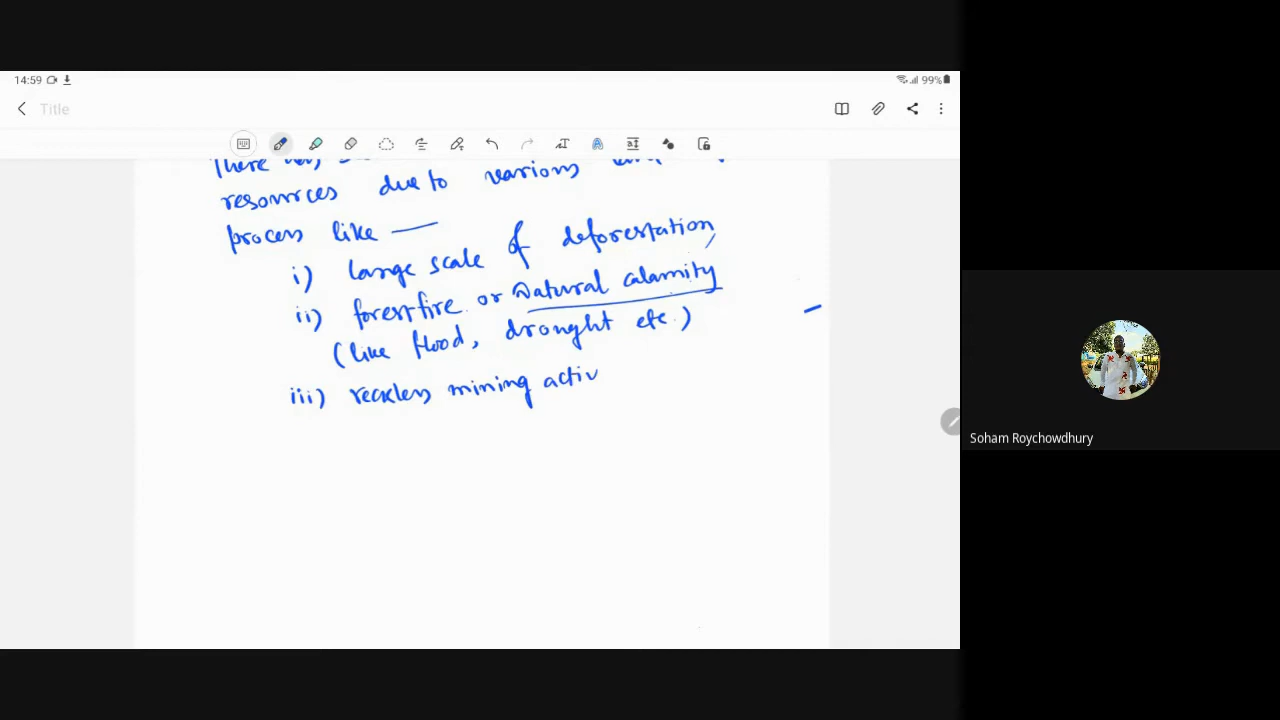 14:59
99%
Title
There
resources due to various
process like —
i) large scale of deforestation,
ii) forest fire or Natural calamity
(like flood, drought etc.)
iii) reckless mining activ
Soham Roychowdhury